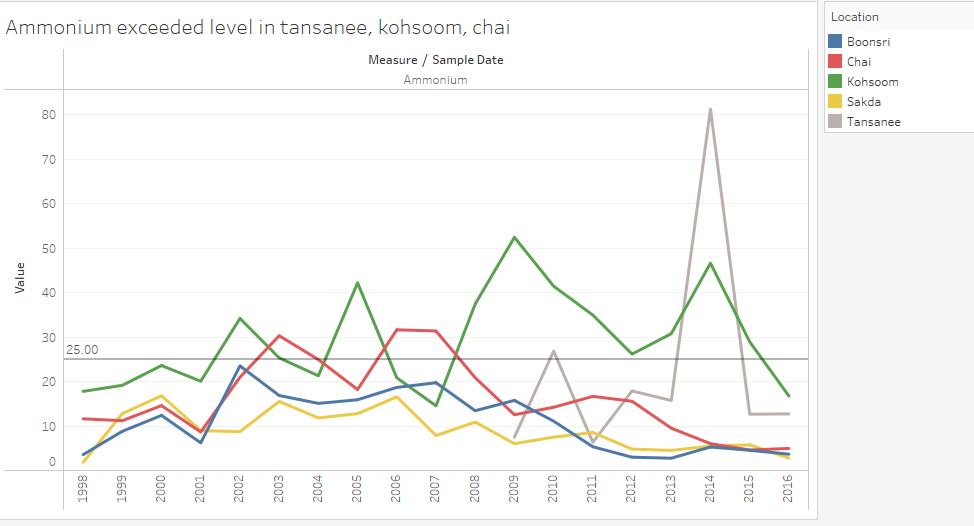 Ammonium exceeded level in tansanee, kohsoom, chai
Measure / Sample Date
Ammonium
Value
80
70
60
50
40
30
25.00
20
10
0
1998
1999
2000
2001
2002
2003
2004
2005
2006
2007
2008
2009
2010
2011
2012
2013
2014
2015
2016
Location
Boonsri
Chai
Kohsoom
Sakda
Tansanee